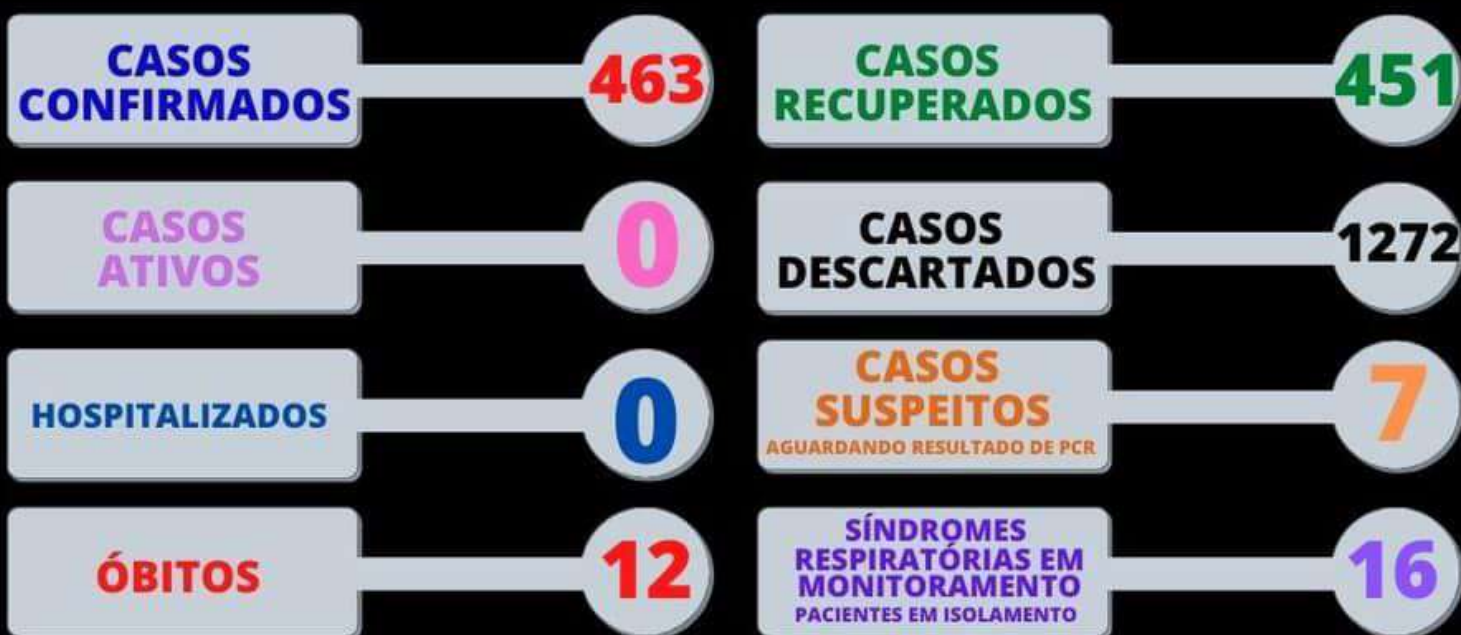 CASOS
CONFIRMADOS
463
CASOS
RECUPERADOS
451
CASOS
ATIVOS
0
CASOS
DESCARTADOS
1272
HOSPITALIZADOS
0
CASOS
SUSPEITOS
AGUARDANDO RESULTADO DE PCR
7
ÓBITOS
12
SÍNDROMES
RESPIRATÓRIAS EM
MONITORAMENTO
PACIENTES EM ISOLAMENTO
16